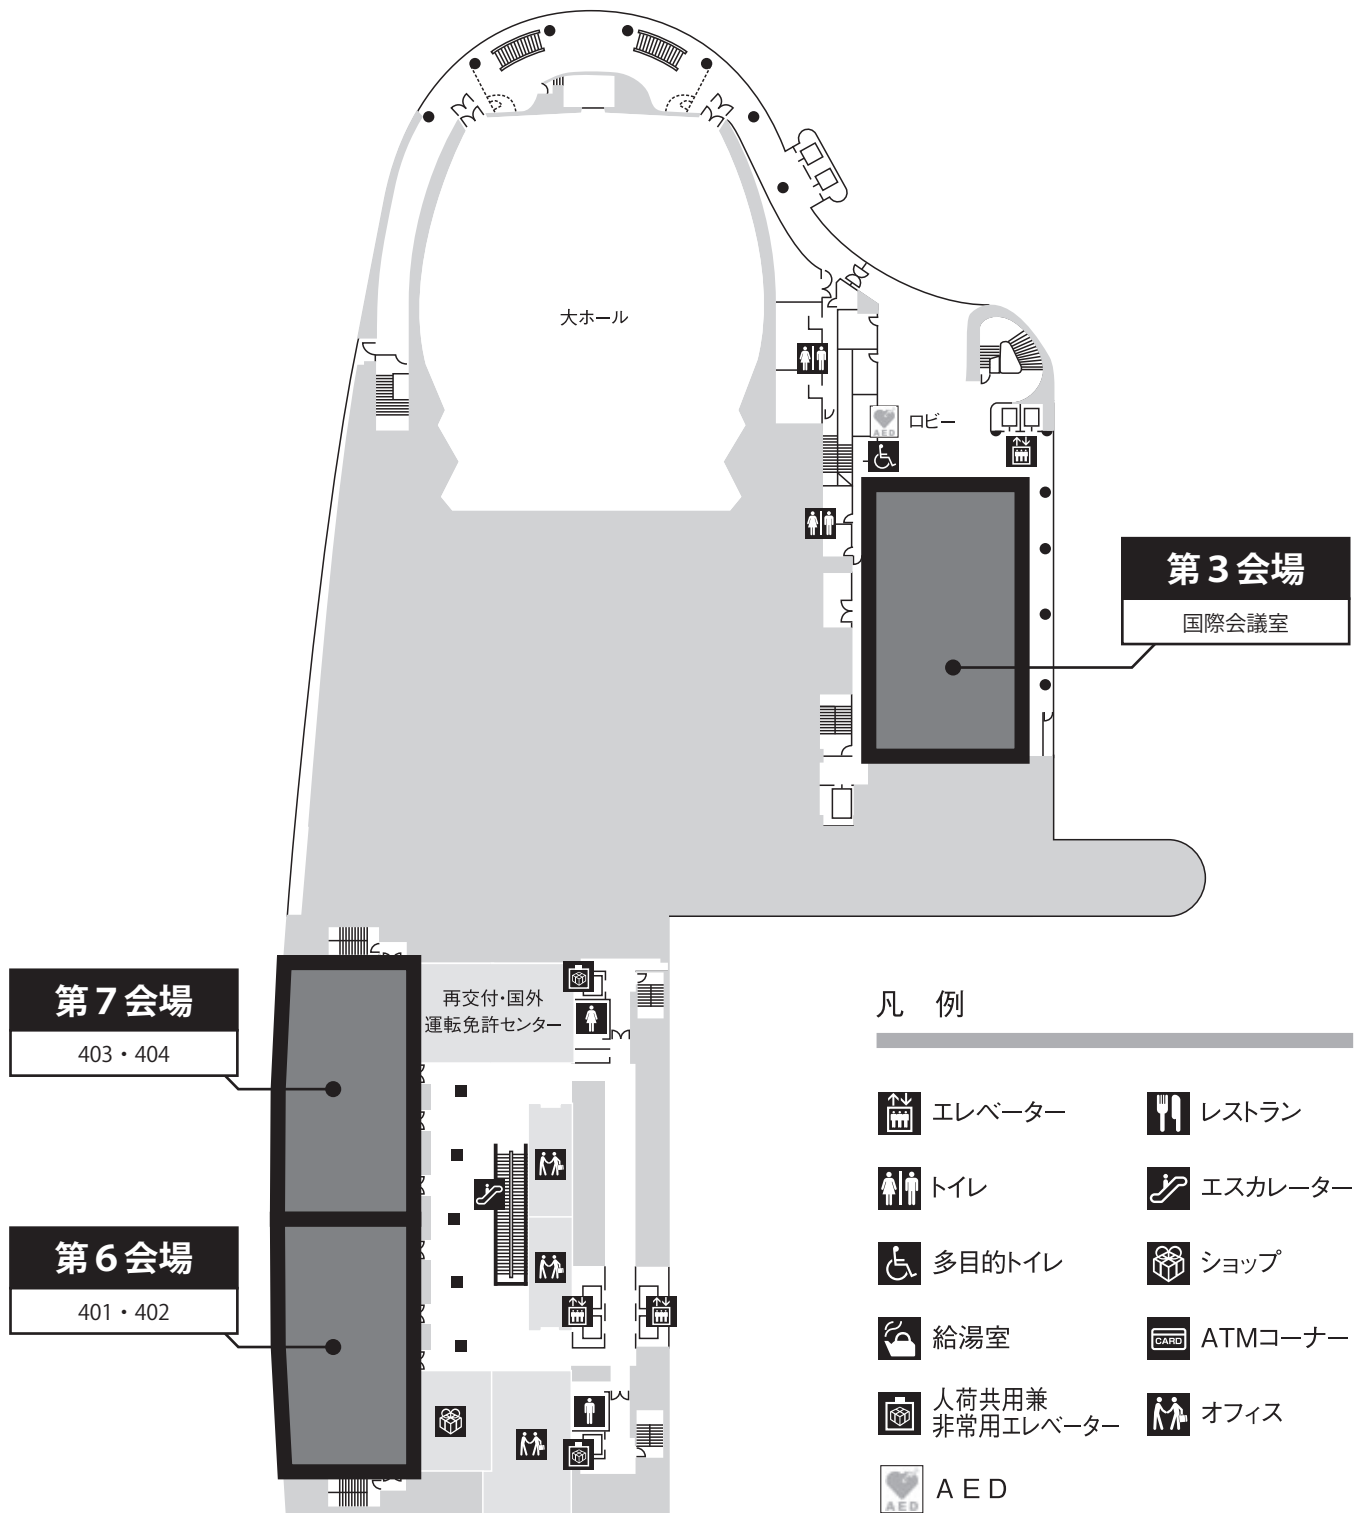 大ホール
AED
ロビー
第3会場
国際会議室
第7会場
403・404
再交付・国外
運転免許センター
第6会場
401・402
凡　例
エレベーター
レストラン
トイレ
エスカレーター
多目的トイレ
ショップ
給湯室
CARD
ATMコーナー
人荷共用兼
非常用エレベーター
オフィス
AED
ＡＥＤ